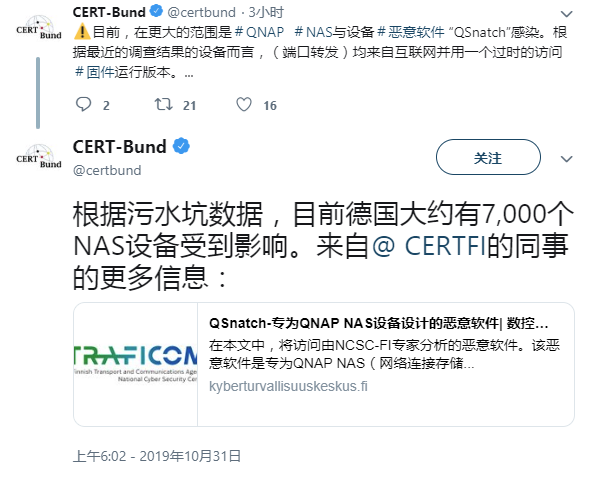 CERT-Bund @certbund · 3小时
⚠目前，在更大的范围是＃QNAP ＃NAS与设备＃恶意软件 “QSnatch”感染。根
据最近的调查结果的设备而言，（端口转发）均来自互联网并用一个过时的访问
＃固件运行版本。...
2 21 16
CERT Bund
CERT-Bund
@certbund
关注
CERT Bund
根据污水坑数据，目前德国大约有7,000个
NAS设备受到影响。来自@ CERTFI的同事
的更多信息：
QSnatch-专为QNAP NAS设备设计的恶意软件| 数控...
在本文中，将访问由NCSC-FI专家分析的恶意软件。该恶
意软件是专为QNAP NAS（网络连接存储...
kyberturvallisuuskeskus.fi
TRAFICOM
Finnish Transport and Communications Age
National Cyber Security Cen
上午6:02 - 2019年10月31日